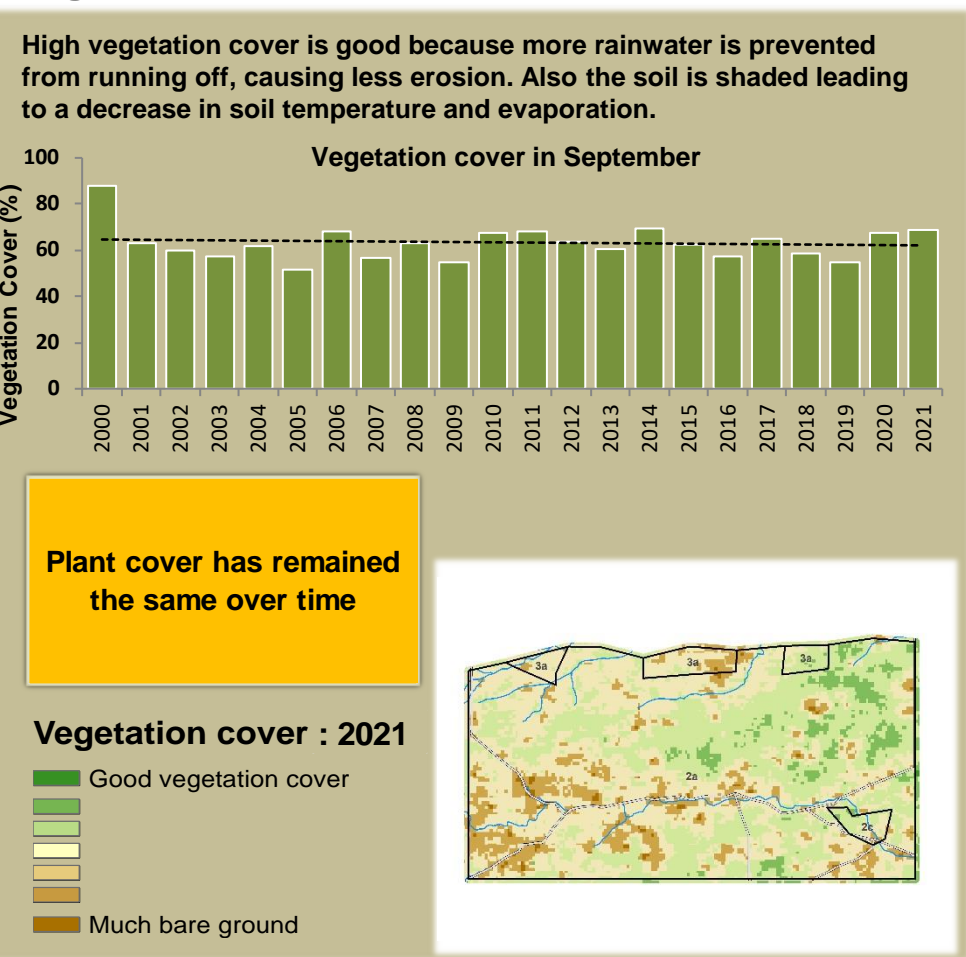 High vegetation cover is good because more rainwater is prevented
from running off, causing less erosion. Also the soil is shaded leading
to a decrease in soil temperature and evaporation.
Vegetation cover in September
Vegetation Cover (%)
100
80
60
40
20
0
2000
2001
2002
2003
2004
2005
2006
2007
2008
2009
2010
2011
2012
2013
2014
2015
2016
2017
2018
2019
2020
2021
Plant cover has remained
the same over time
Vegetation cover : 2021
Good vegetation cover
Much bare ground
3a
3a
3a
2a
2c